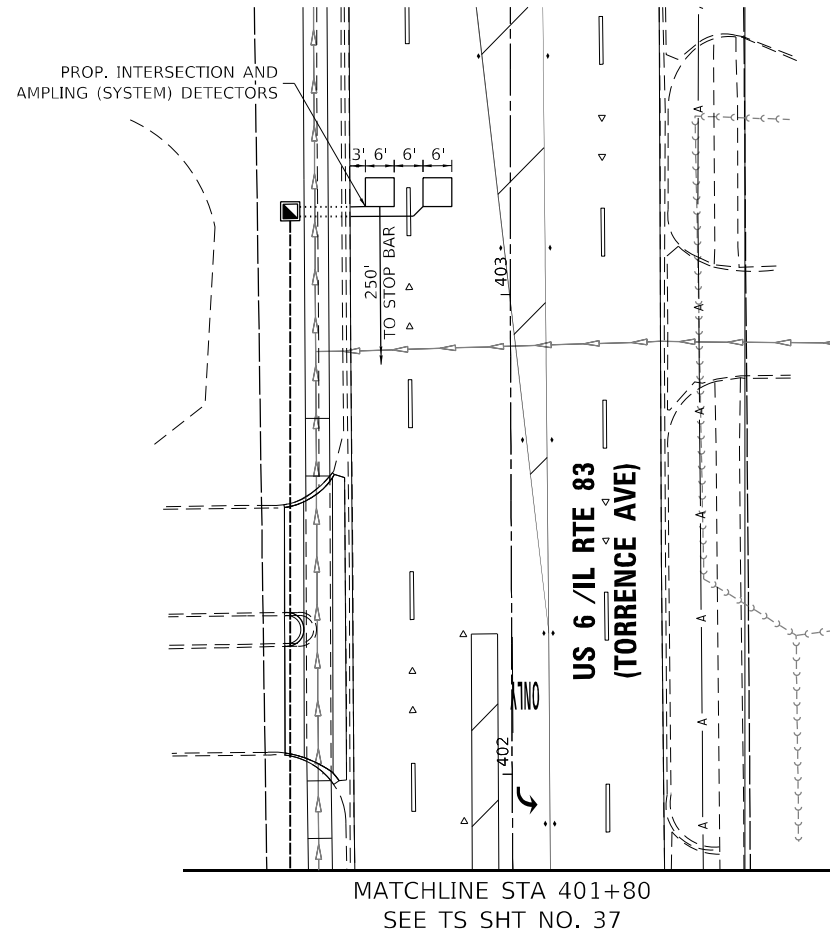 PROP. INTERSECTION AND
AMPLING (SYSTEM) DETECTORS
3' 6' 6' 6'
250'
TO STOP BAR
403
A
A
A
A
A
US 6 /IL RTE 83
(TORRENCE AVE)
A
A
A
ONLY
402
MATCHLINE STA 401+80
SEE TS SHT NO. 37